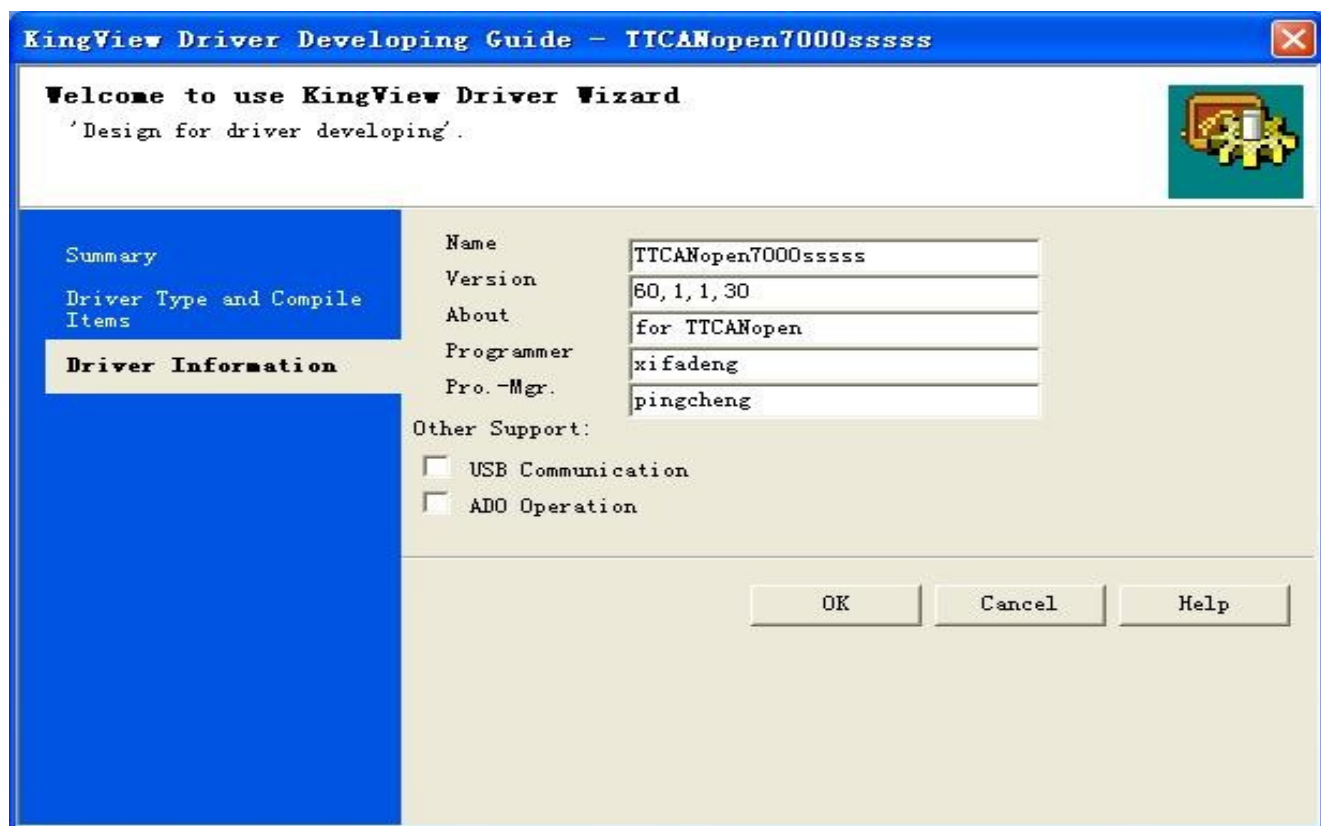 KingView Driver Developing Guide - TTCANopen7000sssss
Welcome to use KingView Driver Wizard
'Design for driver developing'.
Summary
Driver Type and Compile
Items
Driver Information
Name
TTCANopen7000sssss
Version
60,1,1,30
About
for TTCANopen
Programmer
xifadeng
Pro.-Mgr.
pingcheng
Other Support:
USB Communication
ADO Operation
OK
Cancel
Help